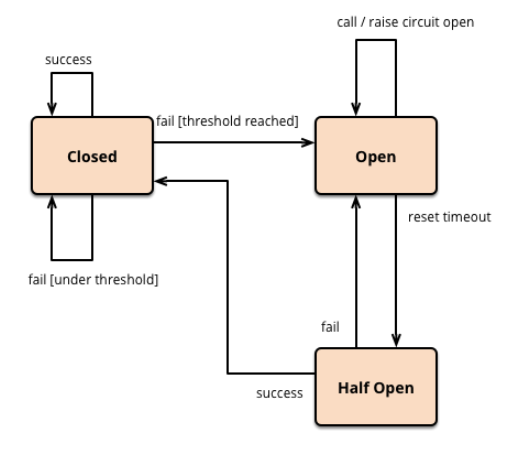 call / raise circuit open
success
fail [threshold reached]
Closed
Open
reset timeout
fail [under threshold]
fail
Half Open
success